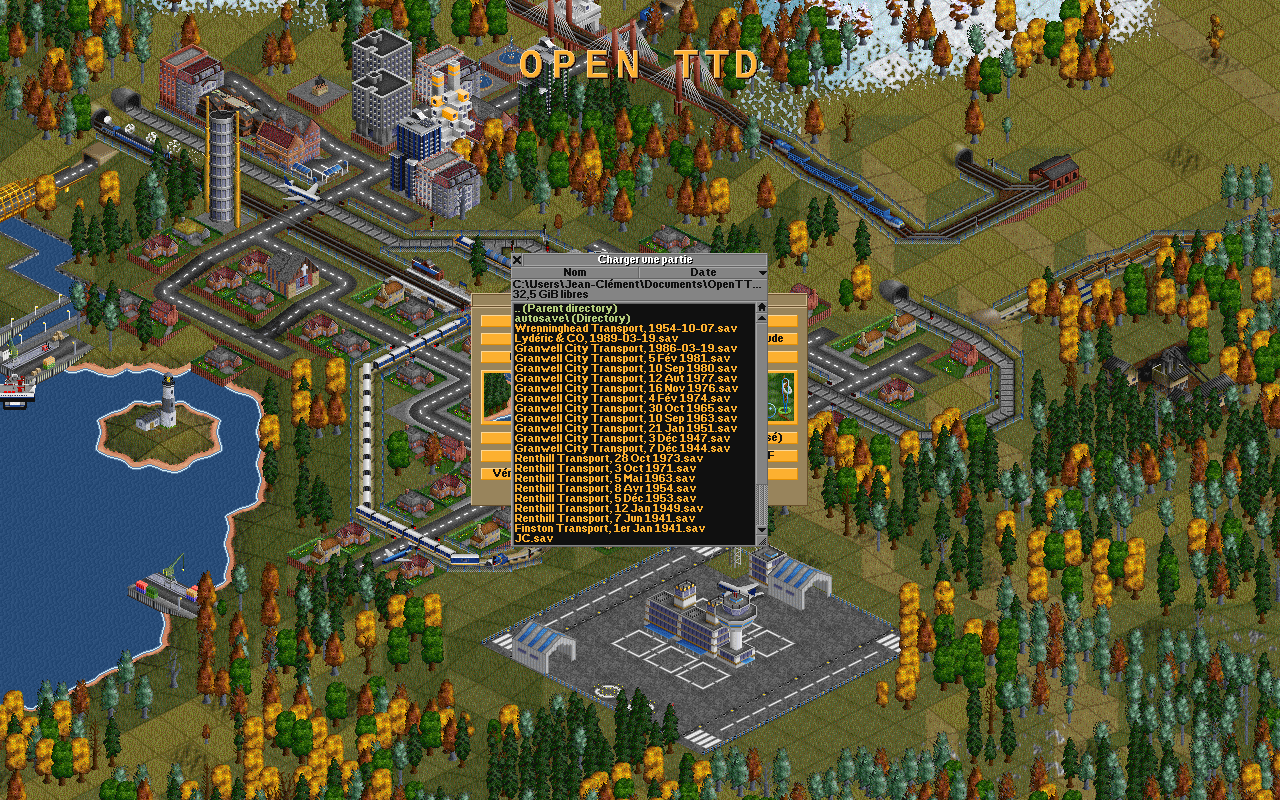 OPEN TTD
Charger une partie
Nom Date
C:\Users\Jean-Clément\Documents\OpenTT...
32,5 GiB libres
.. (Parent directory)
autosave\ (Directory)
Wrenninghead Transport, 1954-10-07.sav
Lydéric & CO, 1989-03-19.sav
Granwell City Transport, 1986-03-19.sav
Granwell City Transport, 5 Fév 1981.sav
Granwell City Transport, 10 Sep 1980.sav
Granwell City Transport, 12 Aut 1977.sav
Granwell City Transport, 16 Nov 1976.sav
Granwell City Transport, 4 Fév 1974.sav
Granwell City Transport, 30 Oct 1965.sav
Granwell City Transport, 10 Sep 1963.sav
Granwell City Transport, 21 Jan 1951.sav
Granwell City Transport, 3 Déc 1947.sav
Granwell City Transport, 7 Déc 1944.sav
Renthill Transport, 28 Oct 1973.sav
Renthill Transport, 3 Oct 1971.sav
Renthill Transport, 5 Mai 1963.sav
Renthill Transport, 8 Avr 1954.sav
Renthill Transport, 5 Déc 1953.sav
Renthill Transport, 12 Jan 1949.sav
Renthill Transport, 7 Jun 1941.sav
Finston Transport, 1er Jan 1941.sav
JC.sav